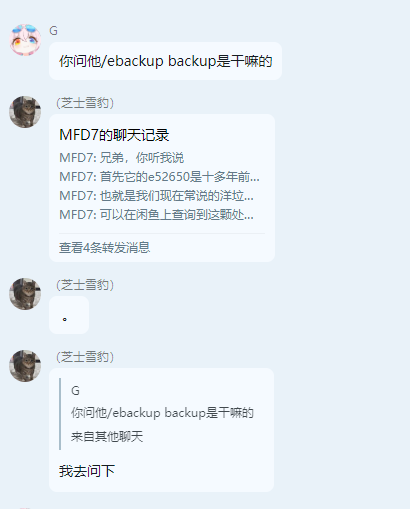 G
你问他/ebackup backup是干嘛的
（芝士雪豹）
MFD7的聊天记录
MFD7: 兄弟，你听我说
MFD7: 首先它的e52650是十多年前...
MFD7: 也就是我们现在常说的洋垃...
MFD7: 可以在闲鱼上查询到这颗处...
查看4条转发消息
（芝士雪豹）
。
（芝士雪豹）
G
你问他/ebackup backup是干嘛的
来自其他聊天
我去问下